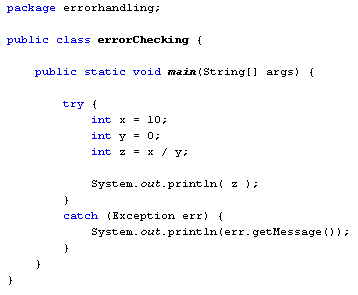 package errorhandling;
public class errorChecking {
public static void main(String[] args) {
try {
int x = 10;
int y = 0;
int z = x / y;
System.out.println( z );
}
catch (Exception err) {
System.out.println(err.getMessage());
}
}
}